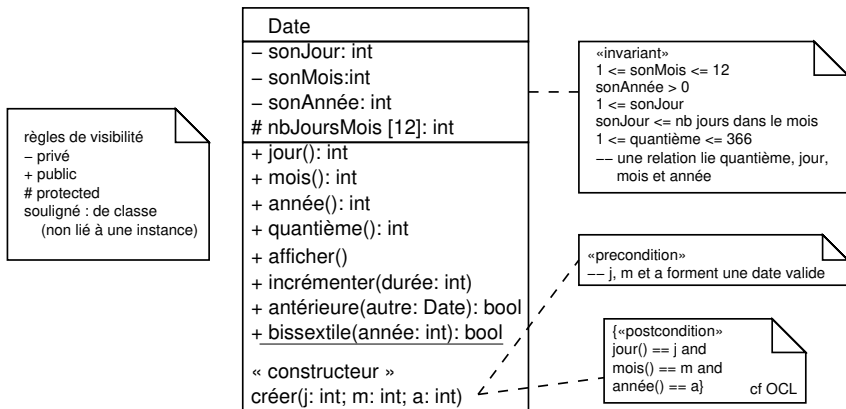 Date
– sonJour: int
– sonMois:int
– sonAnnée: int
# nbJoursMois [12]: int
+ jour(): int
+ mois(): int
+ année(): int
+ quantième(): int
+ afficher()
+ incrémenter(durée: int)
+ antérieure(autre: Date): bool
+ bissextile(année: int): bool
« constructeur »
créer(j: int; m: int; a: int)
règles de visibilité
– privé
+ public
# protected
souligné : de classe
(non lié à une instance)
«invariant»
1 <= sonMois <= 12
sonAnnée > 0
1 <= sonJour
sonJour <= nb jours dans le mois
1 <= quantième <= 366
–– une relation lie quantième, jour,
mois et année
«precondition»
–– j, m et a forment une date valide
{«postcondition»
jour() == j and
mois() == m and
année() == a}
cf OCL